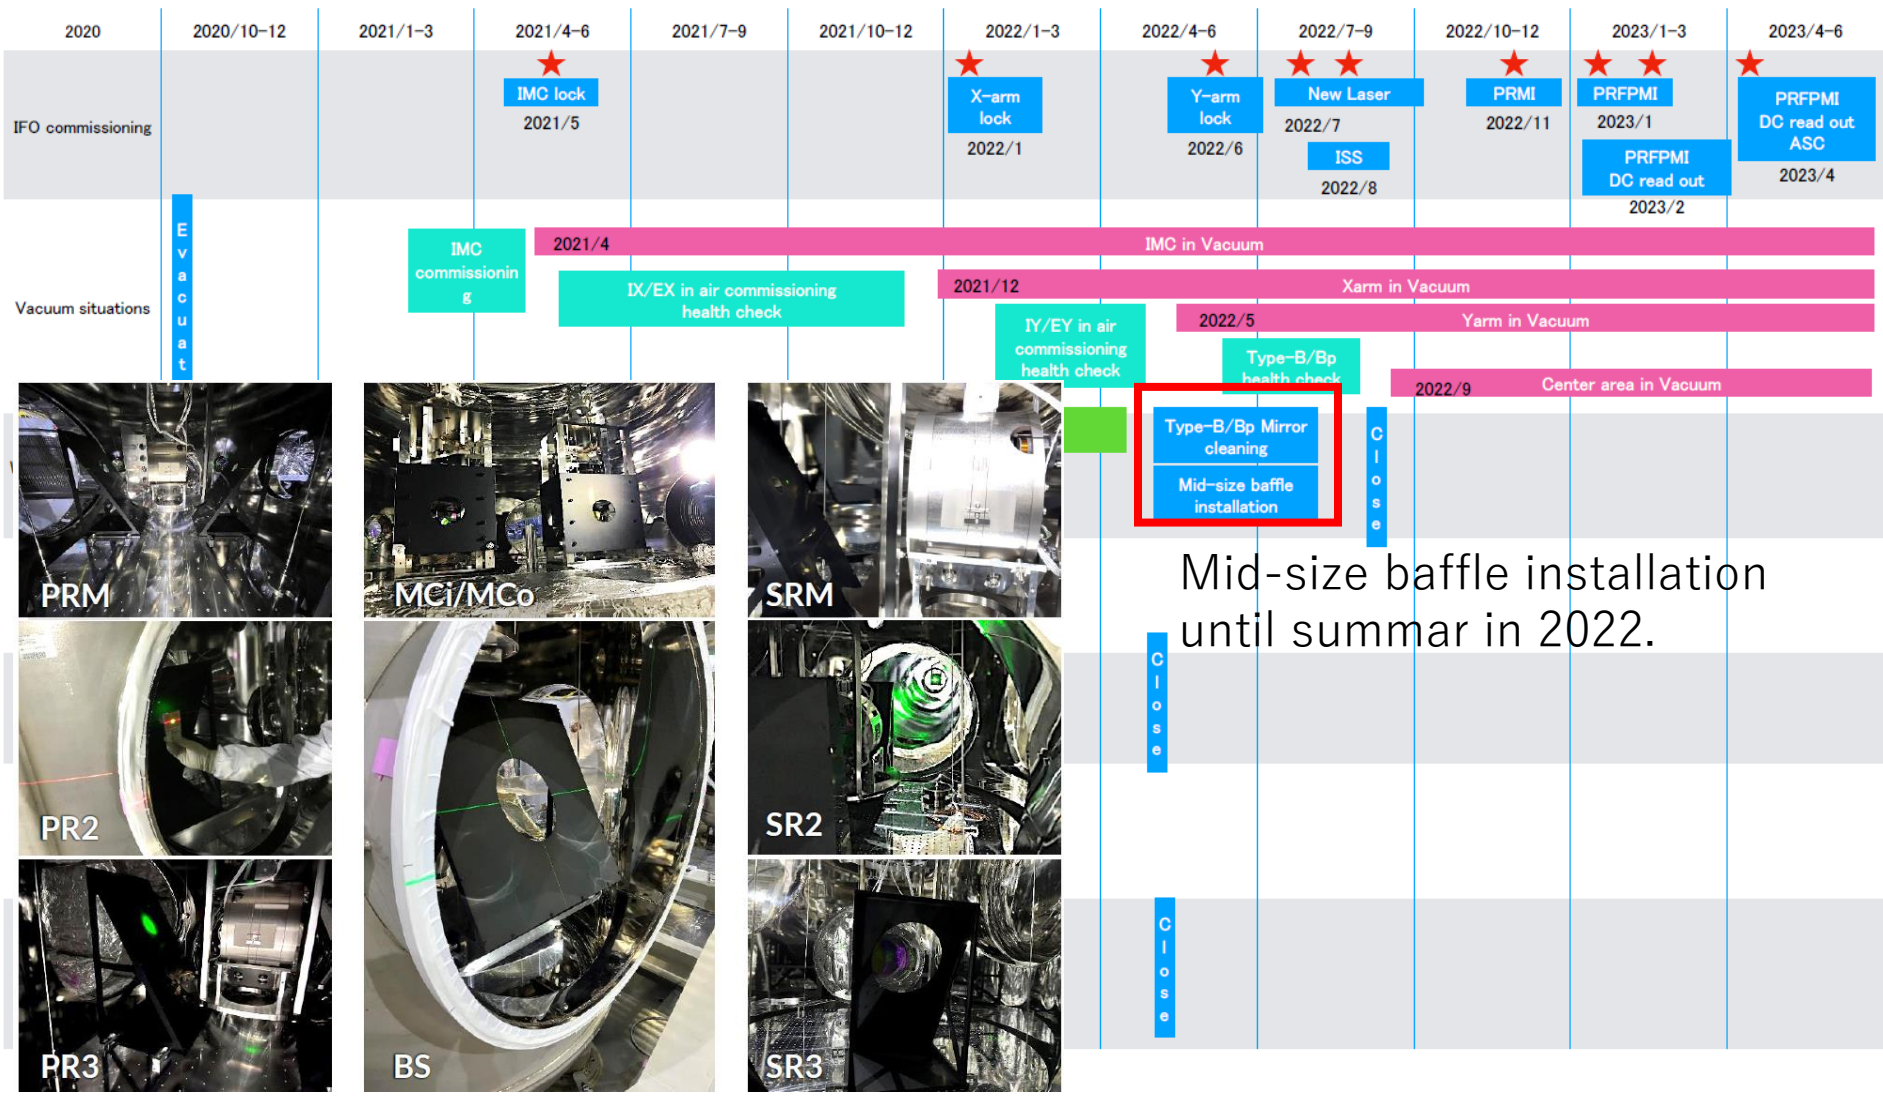 2020
2020/10-12
2021/1-3
2021/4-6
2021/7-9
2021/10-12
2022/1-3
2022/4-6
2022/7-9
2022/10-12
2023/1-3
2023/4-6
IFO commissioning
IMC lock
2021/5
X-arm
lock
2022/1
Y-arm
lock
2022/6
New Laser
2022/7
ISS
2022/8
PRMI
2022/11
PRFPMI
2023/1
PRFPMI
DC read out
2023/2
PRFPMI
DC read out
ASC
2023/4
Vacuum situations
Evacuat
IMC
commissionin
g
2021/4
IMC in Vacuum
IX/EX in air commissioning
health check
2021/12
Xarm in Vacuum
IY/EY in air
commissioning
health check
2022/5
Yarm in Vacuum
Type-B/Bp
health check
2022/9
Center area in Vacuum
Type-B/Bp Mirror
cleaning
Mid-size baffle
installation
Close
Mid-size baffle installation
until summar in 2022.
Close
Close
PRM
MCi/MCo
SRM
PR2
BS
SR2
PR3
SR3